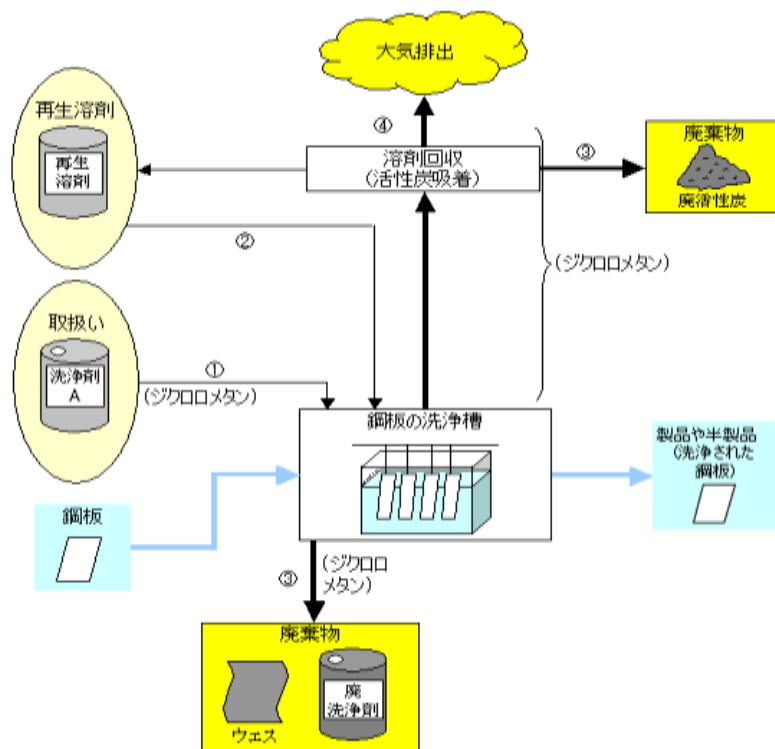 大気排出
再生溶剤
再生
溶剤
④
溶剤回収
(活性炭吸着)
③
廃棄物
廃活性炭
②
(ジクロロメタン)
取扱い
洗浄剤
A
①
(ジクロロメタン)
鋼板の洗浄槽
製品や半製品
(洗浄された
鋼板)
鋼板
③
(ジクロロ
メタン)
廃棄物
ウェス
廃
洗浄剤